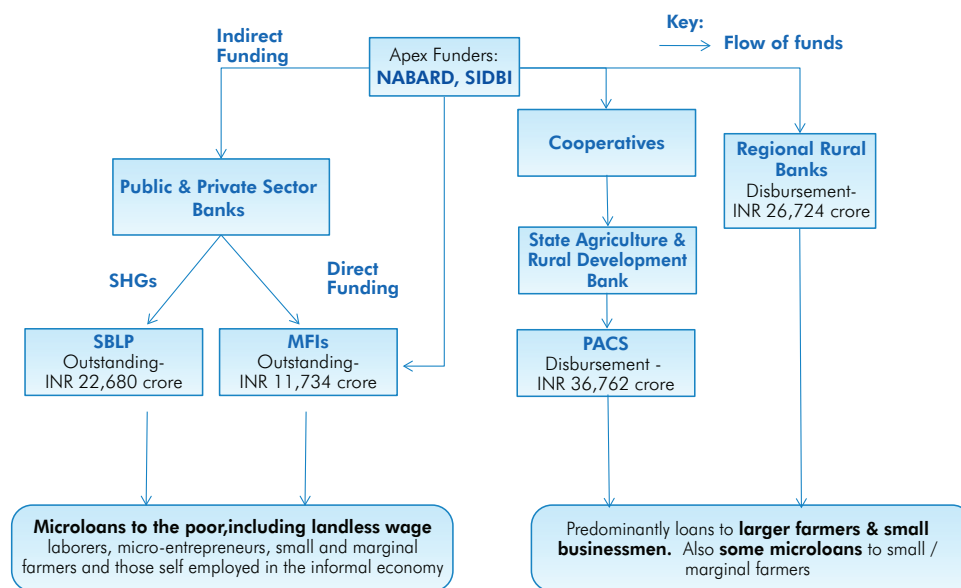 Indirect
Funding
Apex Funders:
NABARD, SIDBI
Key:
Flow of funds
Public & Private Sector
Banks
Cooperatives
Regional Rural
Banks
Disbursement-
INR 26,724 crore
State Agriculture &
Rural Development
Bank
SHGs
Direct
Funding
SBLP
Outstanding-
INR 22,680 crore
MFIs
Outstanding-
INR 11,734 crore
PACS
Disbursement -
INR 36,762 crore
Microloans to the poor,including landless wage
laborers, micro-entrepreneurs, small and marginal
farmers and those self employed in the informal economy
Predominantly loans to larger farmers & small
businessmen. Also some microloans to small /
marginal farmers